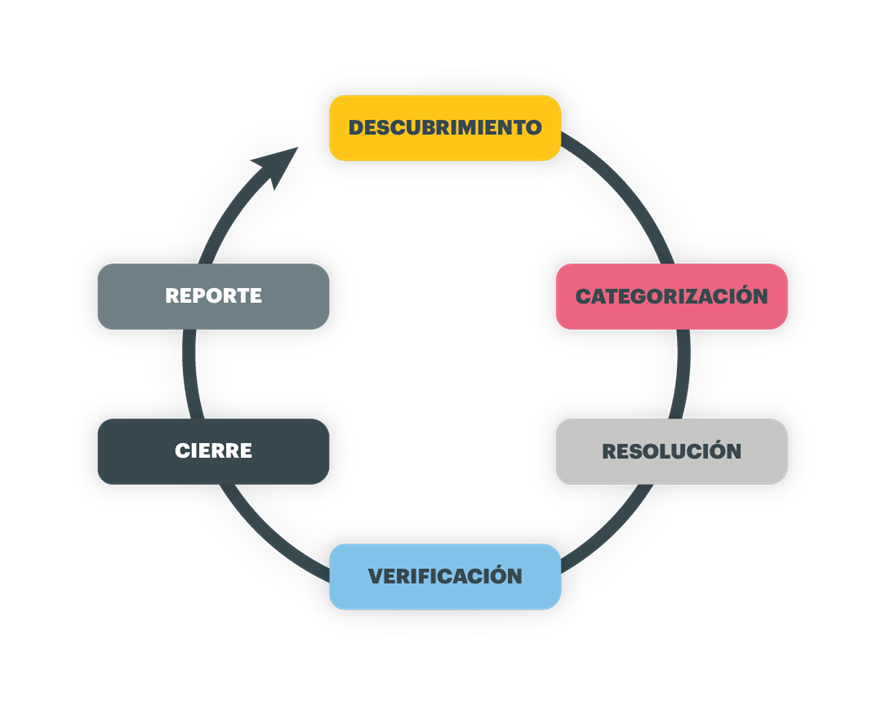 DESCUBRIMIENTO
CATEGORIZACIÓN
RESOLUCIÓN
VERIFICACIÓN
CIERRE
REPORTE